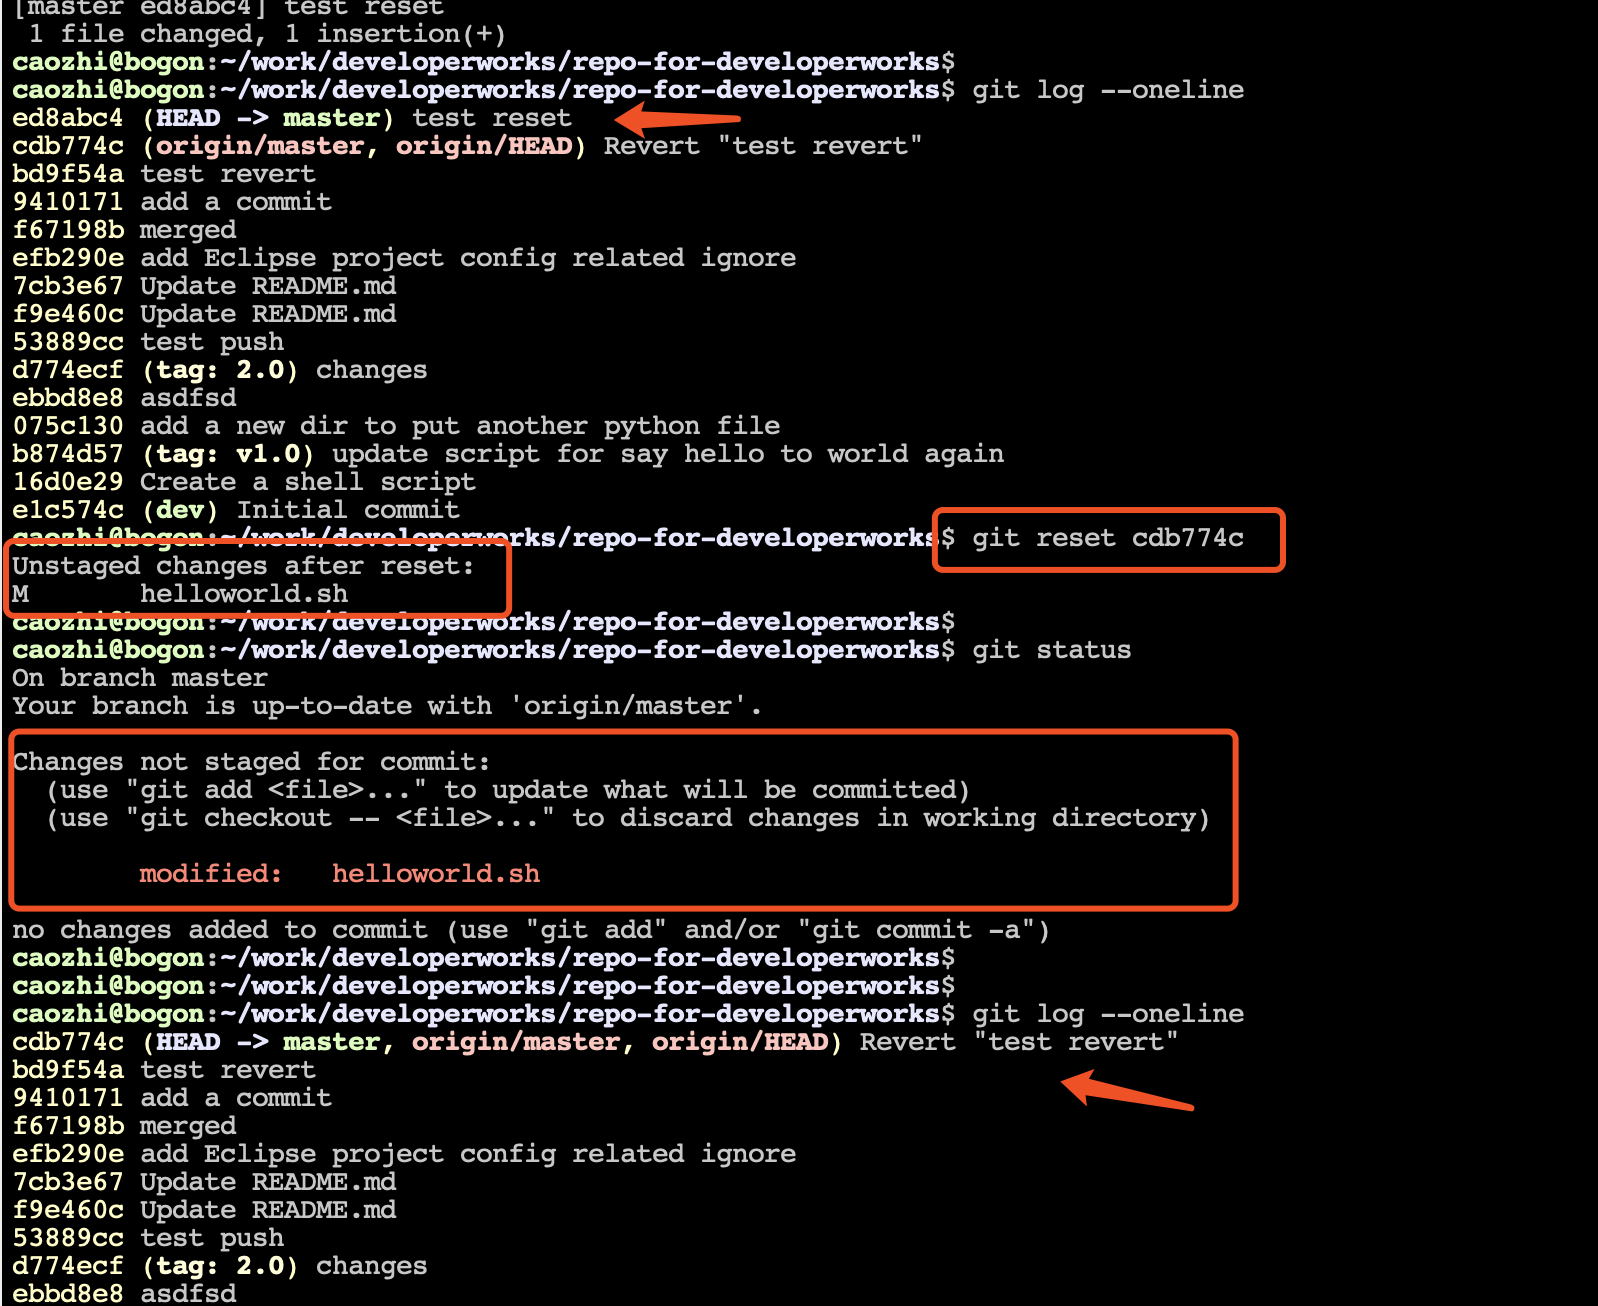 [master ed8abc4] test reset
 1 file changed, 1 insertion(+)
caozhi@bogon:~/work/developerworks/repo-for-developerworks$
caozhi@bogon:~/work/developerworks/repo-for-developerworks$ git log --oneline
ed8abc4 (HEAD -> master) test reset
cdb774c (origin/master, origin/HEAD) Revert "test revert"
bd9f54a test revert
9410171 add a commit
f67198b merged
efb290e add Eclipse project config related ignore
7cb3e67 Update README.md
f9e460c Update README.md
53889cc test push
d774ecf (tag: 2.0) changes
ebbd8e8 asdfsd
075c130 add a new dir to put another python file
b874d57 (tag: v1.0) update script for say hello to world again
16d0e29 Create a shell script
e1c574c (dev) Initial commit
caozhi@bogon:~/work/developerworks/repo-for-developerworks$ git reset cdb774c
Unstaged changes after reset:
M       helloworld.sh
caozhi@bogon:~/work/developerworks/repo-for-developerworks$
caozhi@bogon:~/work/developerworks/repo-for-developerworks$ git status
On branch master
Your branch is up-to-date with 'origin/master'.
Changes not staged for commit:
  (use "git add <file>..." to update what will be committed)
  (use "git checkout -- <file>..." to discard changes in working directory)
        modified:   helloworld.sh
no changes added to commit (use "git add" and/or "git commit -a")
caozhi@bogon:~/work/developerworks/repo-for-developerworks$
caozhi@bogon:~/work/developerworks/repo-for-developerworks$
caozhi@bogon:~/work/developerworks/repo-for-developerworks$ git log --oneline
cdb774c (HEAD -> master, origin/master, origin/HEAD) Revert "test revert"
bd9f54a test revert
9410171 add a commit
f67198b merged
efb290e add Eclipse project config related ignore
7cb3e67 Update README.md
f9e460c Update README.md
53889cc test push
d774ecf (tag: 2.0) changes
ebbd8e8 asdfsd